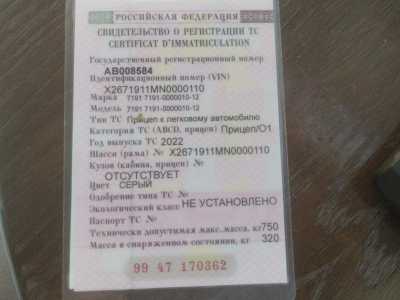 РОССИЙСКАЯ ФЕДЕРАЦИЯ
СВИДЕТЕЛЬСТВО О РЕГИСТРАЦИИ ТС
CERTIFICAT D'IMMATRICULATION
Государственный регистрационный номер
АВ008584
Идентификационный номер (VIN)
X2671911MN0000110
Марка 7191 7191-0000010-12
Модель 7191 7191-0000010-12
Тип ТС Прицеп к легковому автомобилю
Категория ТС (ABCD, прицеп) Прицеп/О1
Год выпуска ТС 2022
Шасси (рама) № X2671911MN0000110
Кузов (кабина, прицеп) №
ОТСУТСТВУЕТ
Цвет СЕРЫЙ
Одобрение типа ТС №
Экологический класс НЕ УСТАНОВЛЕНО
Паспорт ТС №
Технически допустимая макс. масса, кг 750
Масса в снаряженном состоянии, кг 320
99 47 170362